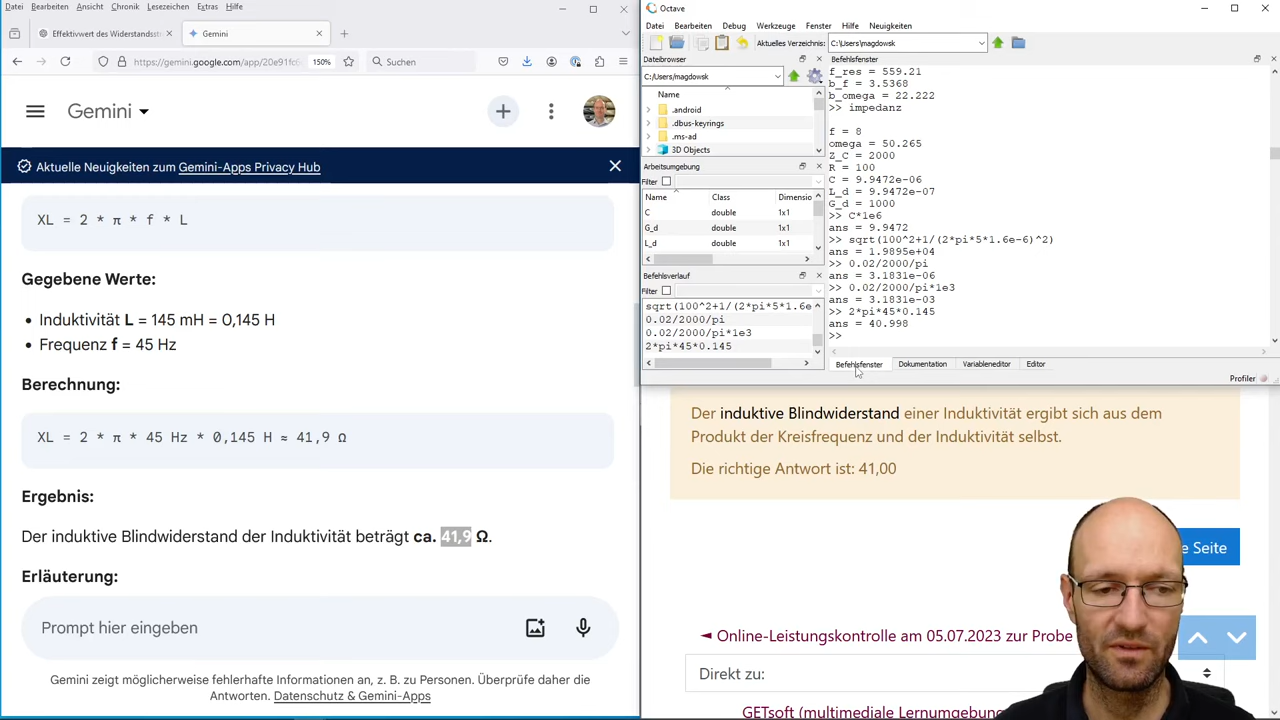 Datei Bearbeiten Ansicht Chronik Lesezeichen Extras Hilfe
Effektivwert des Widerstandsst
Gemini
https://gemini.google.com/app/20e91fc6
150%
Suchen
Gemini
Aktuelle Neuigkeiten zum Gemini-Apps Privacy Hub
XL = 2 * π * f * L
Gegebene Werte:
• Induktivität L = 145 mH = 0,145 H
• Frequenz f = 45 Hz
Berechnung:
XL = 2 * π * 45 Hz * 0,145 H ≈ 41,9 Ω
Ergebnis:
Der induktive Blindwiderstand der Induktivität beträgt ca. 41,9 Ω.
Erläuterung:
Prompt hier eingeben
Gemini zeigt möglicherweise fehlerhafte Informationen an, z. B. zu Personen. Überprüfe daher die
Antworten. Datenschutz & Gemini-Apps
Octave
Datei Bearbeiten Debug Werkzeuge Fenster Hilfe Neuigkeiten
Aktuelles Verzeichnis: C:\Users\magdowsk
Dateibrowser
C:/Users/magdowsk
Name
.android
.dbus-keyrings
.ms-ad
3D Objects
Arbeitsumgebung
Filter
Name Class Dimensio
C double 1x1
G_d double 1x1
L_d double 1x1
Befehlsverlauf
Filter
sqrt(100^2+1/(2*pi*5*1.6e
0.02/2000/pi
0.02/2000/pi*1e3
2*pi*45*0.145
Befehlsfenster
f_res = 559.21
b_f = 3.5368
b_omega = 22.222
>> impedanz
f = 8
omega = 50.265
Z_C = 2000
R = 100
C = 9.9472e-06
L_d = 9.9472e-07
G_d = 1000
>> C*1e6
ans = 9.9472
>> sqrt(100^2+1/(2*pi*5*1.6e-6)^2)
ans = 1.9895e+04
>> 0.02/2000/pi
ans = 3.1831e-06
>> 0.02/2000/pi*1e3
ans = 3.1831e-03
>> 2*pi*45*0.145
ans = 40.998
>>
Befehlsfenster Dokumentation Variableneditor Editor
Profiler
Der induktive Blindwiderstand einer Induktivität ergibt sich aus dem
Produkt der Kreisfrequenz und der Induktivität selbst.
Die richtige Antwort ist: 41,00
e Seite
◄ Online-Leistungskontrolle am 05.07.2023 zur Probe
Direkt zu:
GETsoft (multimediale Lernumgebung